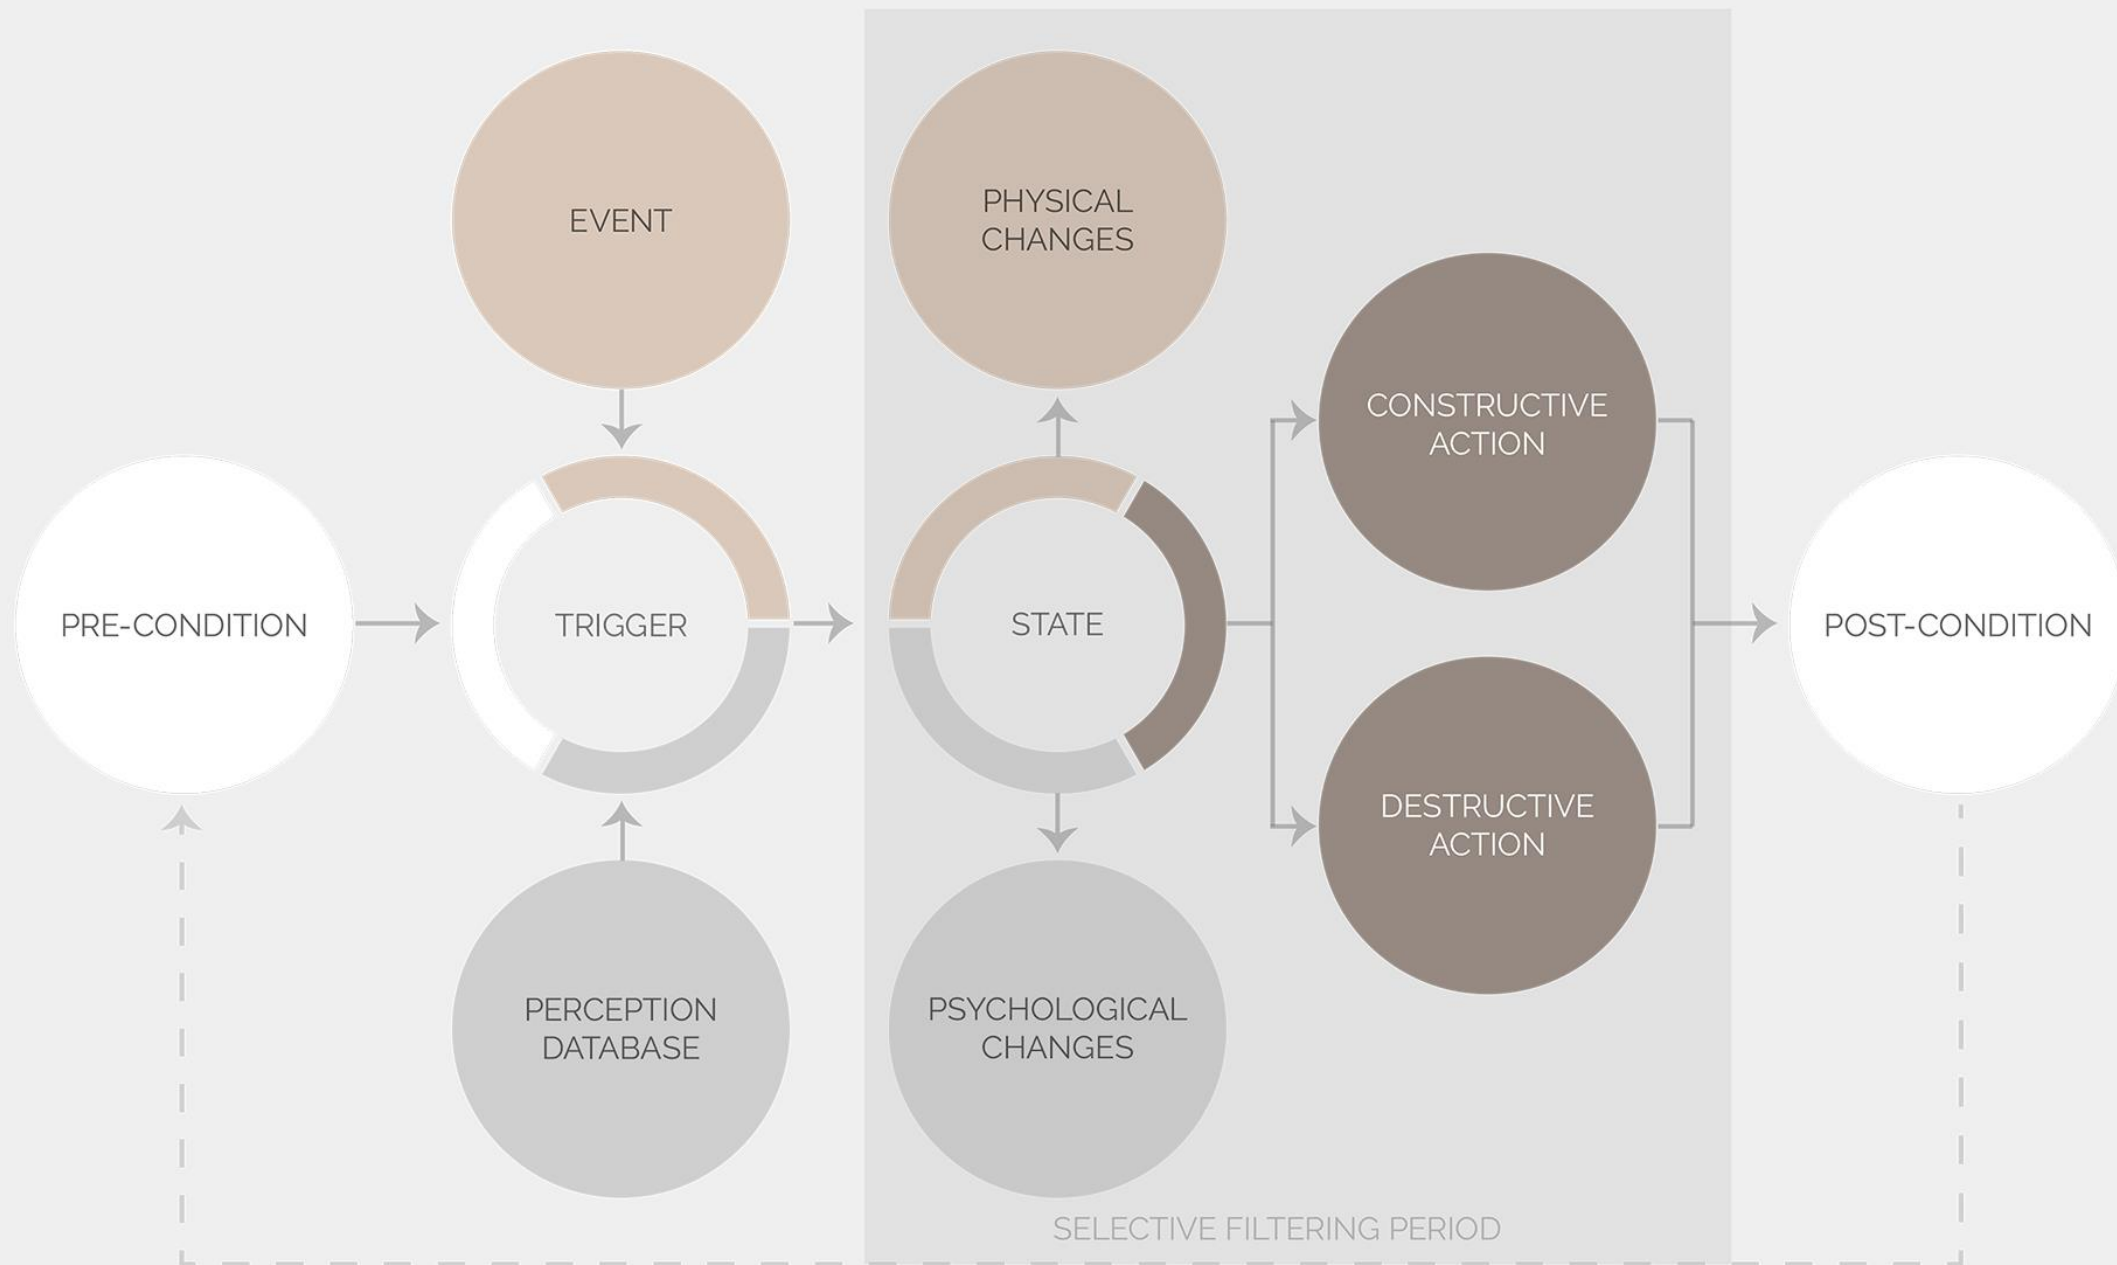 EVENT
PHYSICAL
CHANGES
CONSTRUCTIVE
ACTION
PRE-CONDITION
TRIGGER
STATE
POST-CONDITION
DESTRUCTIVE
ACTION
PERCEPTION
DATABASE
PSYCHOLOGICAL
CHANGES
SELECTIVE FILTERING PERIOD